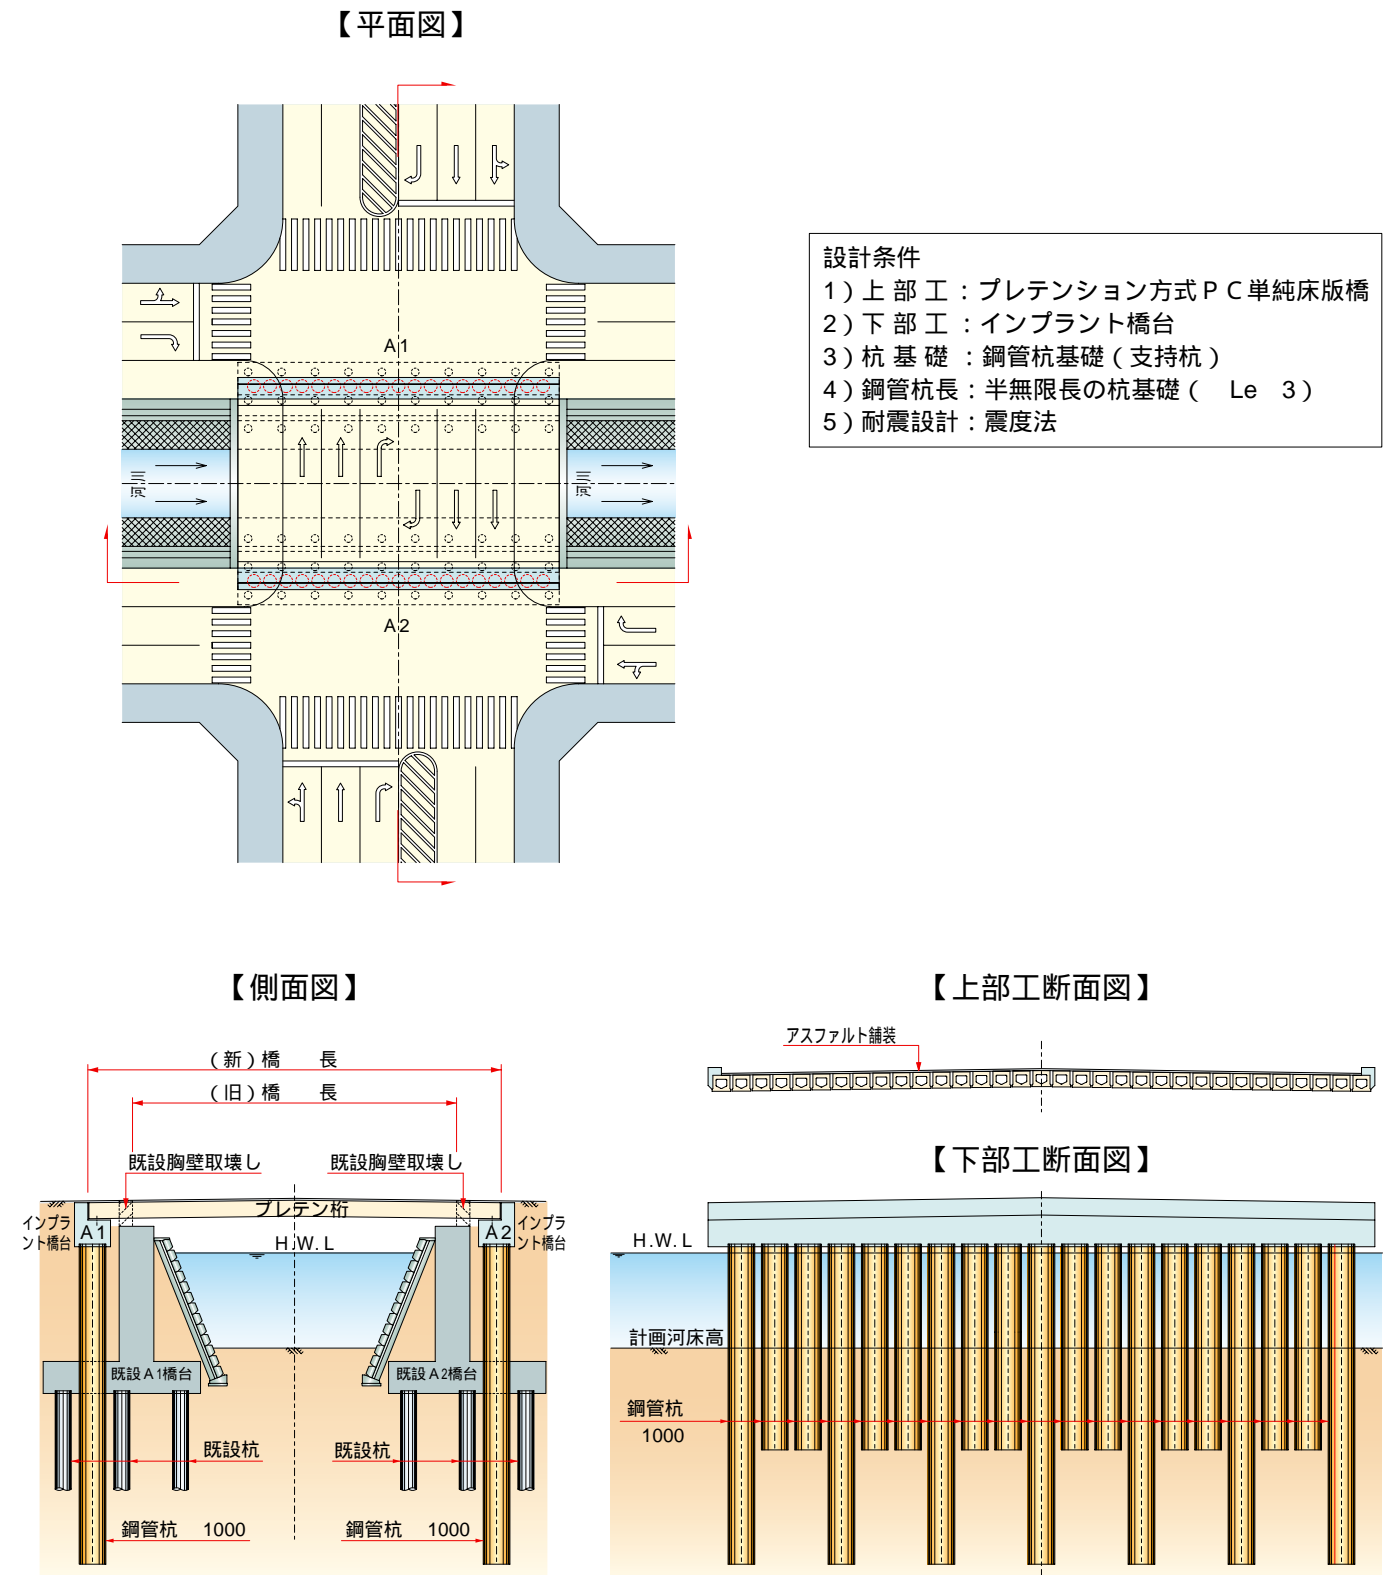 【平面図】
設計条件
1）上 部 工 ：プレテンション方式ＰＣ単純床版橋
2）下 部 工 ：インプラント橋台
3）杭 基 礎 ：鋼管杭基礎（支持杭）
4）鋼管杭長：半無限長の杭基礎（　Le　3）
5）耐震設計：震度法
A1
河川
河川
A2
【側面図】
（新）橋　長
（旧）橋　長
既設胸壁取壊し
既設胸壁取壊し
プレテン桁
インプラ
ント橋台
A1
A2
インプラ
ント橋台
H.W.L
既設A1橋台
既設A2橋台
既設杭
既設杭
鋼管杭　1000
鋼管杭　1000
【上部工断面図】
アスファルト舗装
【下部工断面図】
H.W.L
計画河床高
鋼管杭
1000